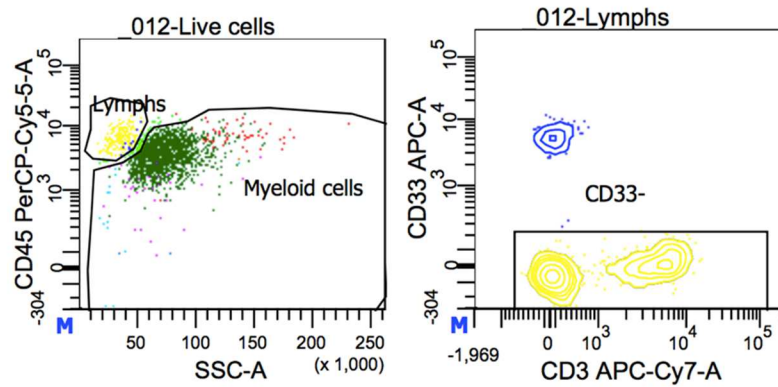 _012-Live cells
CD45 PerCP-Cy5-5-A
10^5
10^4
10^3
0
-304
Lymphs
Myeloid cells
M
50 100 150 200 250
(x 1,000)
SSC-A
_012-Lymphs
CD33 APC-A
10^5
10^4
10^3
0
-304
CD33-
M
-1,969
0 10^3 10^4 10^5
CD3 APC-Cy7-A